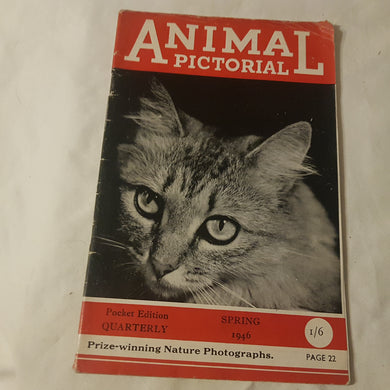 ANIMAL
PICTORIAL
Pocket Edition SPRING
QUARTERLY 1946 1/6
Prize-winning Nature Photographs. PAGE 22